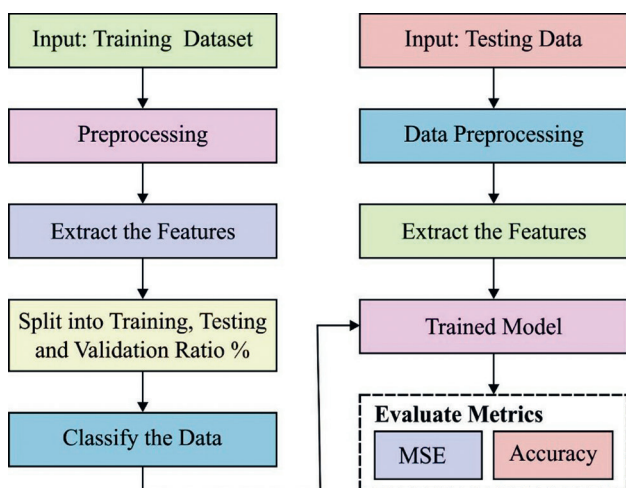 Input: Training Dataset
Preprocessing
Extract the Features
Split into Training, Testing
and Validation Ratio %
Classify the Data
Input: Testing Data
Data Preprocessing
Extract the Features
Trained Model
Evaluate Metrics
MSE
Accuracy